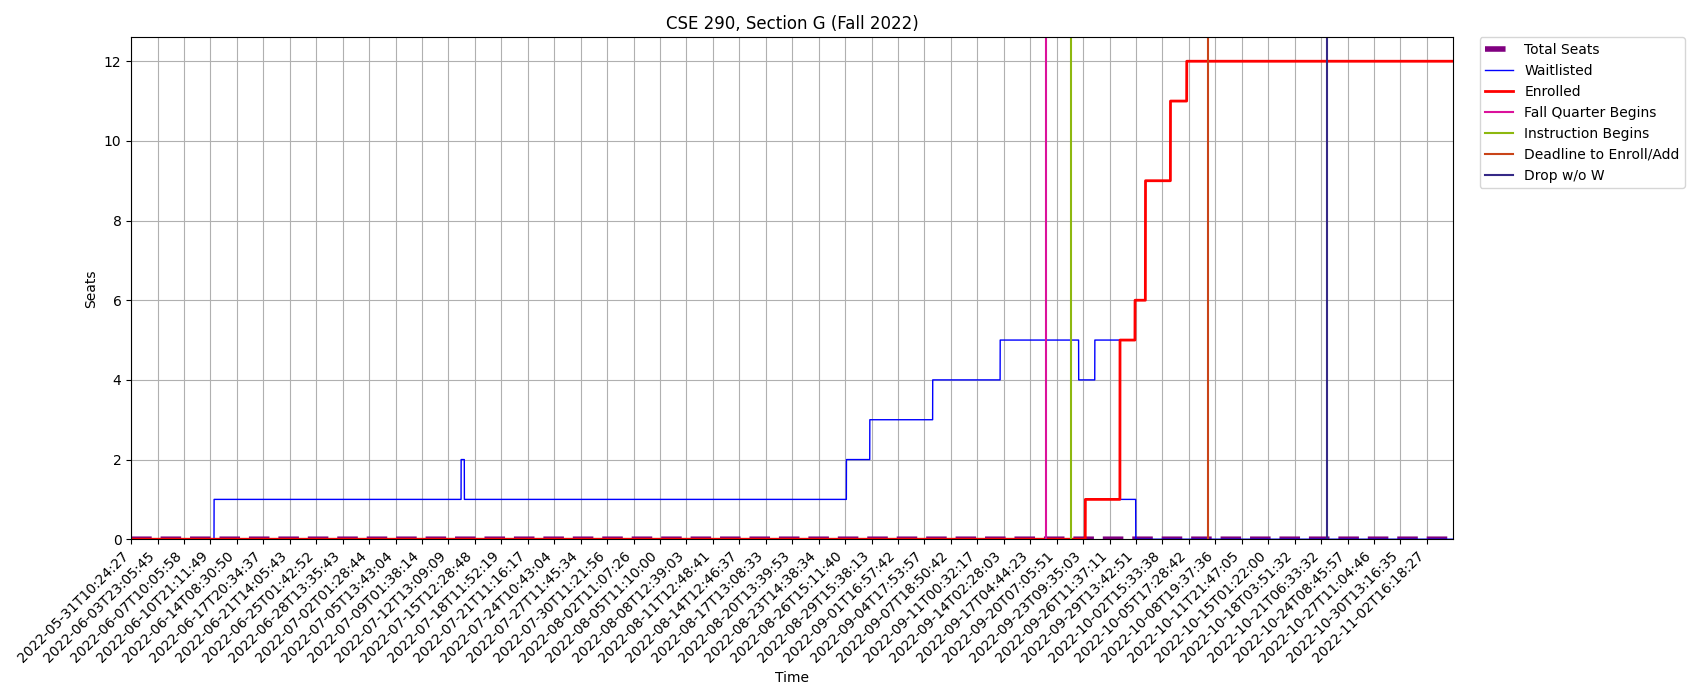 CSE 290, Section G (Fall 2022)
Total Seats
Waitlisted
Enrolled
Fall Quarter Begins
Instruction Begins
Deadline to Enroll/Add
Drop w/o W
Seats
12
10
8
6
4
2
0
2022-05-31T10:24:27
2022-06-03T23:05:45
2022-06-07T10:05:58
2022-06-10T21:11:49
2022-06-14T08:30:50
2022-06-17T20:34:37
2022-06-21T14:05:43
2022-06-25T01:42:52
2022-06-28T13:35:43
2022-07-02T01:28:44
2022-07-05T13:43:04
2022-07-09T01:38:14
2022-07-12T13:09:09
2022-07-15T12:28:48
2022-07-18T11:52:19
2022-07-21T11:16:17
2022-07-24T10:43:04
2022-07-27T11:45:34
2022-07-30T11:21:56
2022-08-02T11:07:26
2022-08-05T11:10:00
2022-08-08T12:39:03
2022-08-11T12:48:41
2022-08-14T12:46:37
2022-08-17T13:08:33
2022-08-20T13:39:53
2022-08-23T14:38:34
2022-08-26T15:11:40
2022-08-29T15:38:13
2022-09-01T16:57:42
2022-09-04T17:53:57
2022-09-07T18:50:42
2022-09-11T00:32:17
2022-09-14T02:28:03
2022-09-17T04:44:23
2022-09-20T07:05:51
2022-09-23T09:35:03
2022-09-26T11:37:11
2022-09-29T13:42:51
2022-10-02T15:33:38
2022-10-05T17:28:42
2022-10-08T19:37:36
2022-10-11T21:47:05
2022-10-15T01:22:00
2022-10-18T03:51:32
2022-10-21T06:33:32
2022-10-24T08:45:57
2022-10-27T11:04:46
2022-10-30T13:16:35
2022-11-02T16:18:27
Time